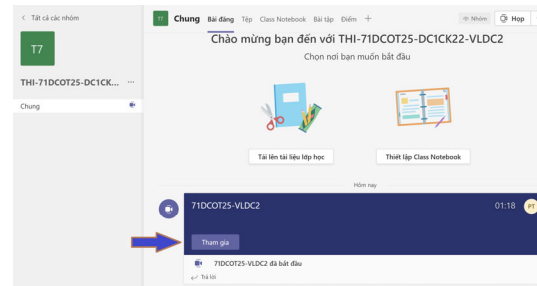 < Tất cả các nhóm
T7
THI-71DCOT25-DC1CK... ...
Chung
T7 Chung Bài đăng Tệp Class Notebook Bài tập Điểm +
Nhóm Họp
Chào mừng bạn đến với THI-71DCOT25-DC1CK22-VLDC2
Chọn nơi bạn muốn bắt đầu
Tải lên tài liệu lớp học
Thiết lập Class Notebook
Hôm nay
71DCOT25-VLDC2 01:18 PT
Tham gia
71DCOT25-VLDC2 đã bắt đầu
Trả lời